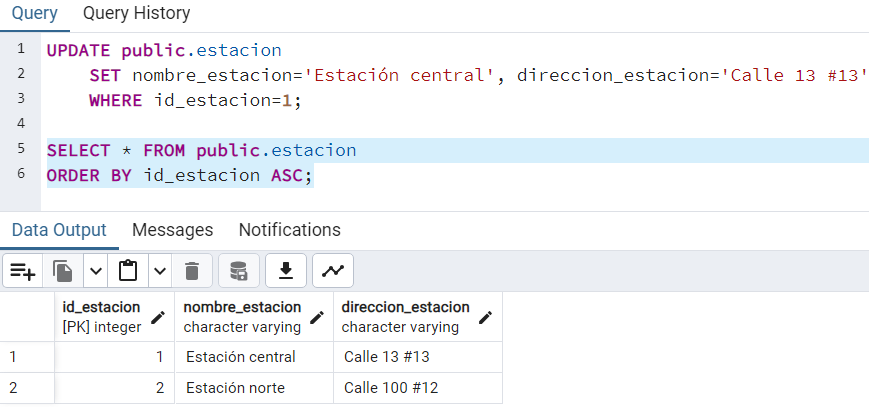 Query Query History
1 UPDATE public.estacion
2 SET nombre_estacion='Estación central', direccion_estacion='Calle 13 #13'
3 WHERE id_estacion=1;
4
5 SELECT * FROM public.estacion
6 ORDER BY id_estacion ASC;
Data Output Messages Notifications
id_estacion nombre_estacion direccion_estacion
[PK] integer character varying character varying
1 1 Estación central Calle 13 #13
2 2 Estación norte Calle 100 #12